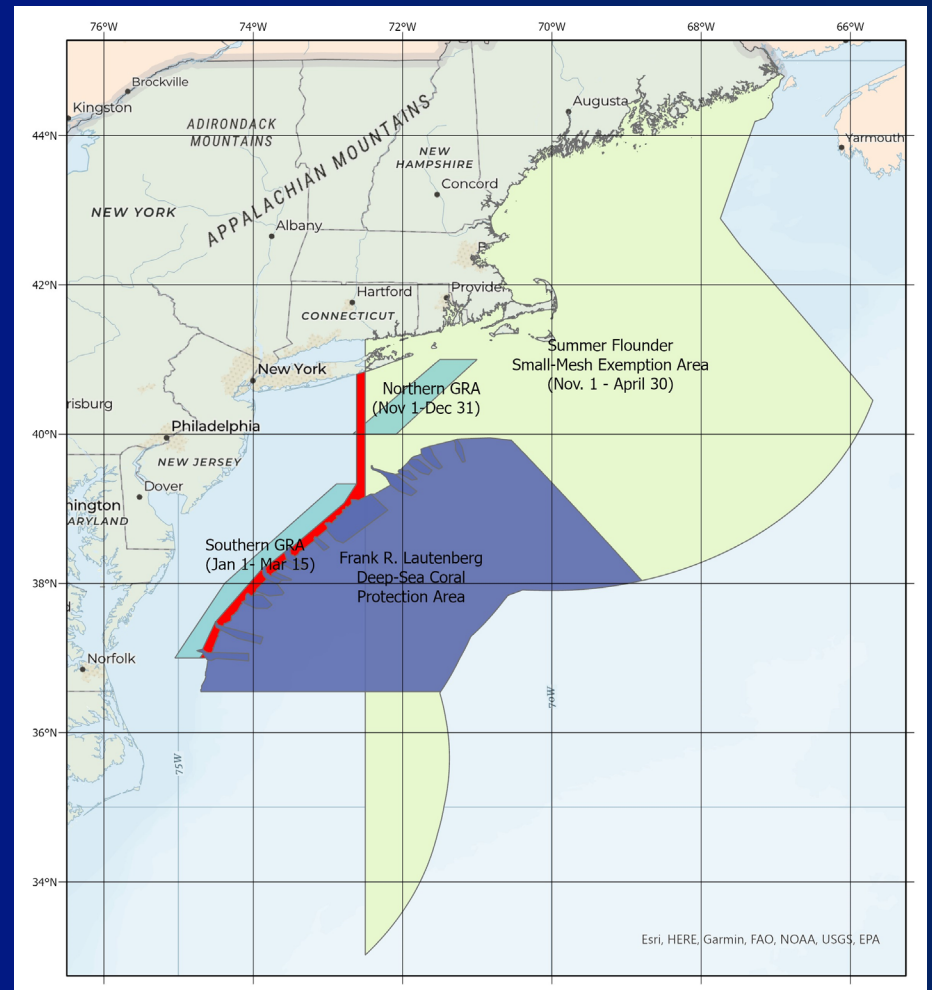 76°W
74°W
72°W
70°W
68°W
66°W
Brockville
Kingston
Augusta
ADIRONDACK
MOUNTAINS
44°N
Yarmouth
APPALACHIAN MOUNTAINS
NEW
HAMPSHIRE
Concord
NEW YORK
Albany
42°N
Hartford
Provider
CONNECTICUT
Summer Flounder
Small-Mesh Exemption Area
(Nov. 1 - April 30)
New York
Northern GRA
(Nov 1-Dec 31)
risburg
Philadelphia
40°N
NEW JERSEY
Dover
hington
ARYLAND
Southern GRA
(Jan 1- Mar 15)
Frank R. Lautenberg
Deep-Sea Coral
Protection Area
38°N
Norfolk
70°W
36°N
75W
34°N
Esri, HERE, Garmin, FAO, NOAA, USGS, EPA